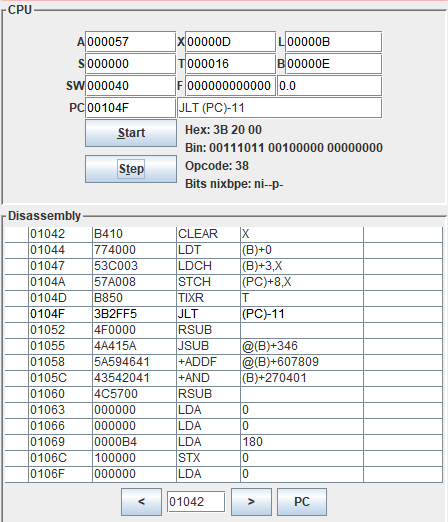 CPU
A 000057 X 00000D L 00000B
S 000000 T 000016 B 00000E
SW 000040 F 000000000000 0.0
PC 00104F JLT (PC)-11
Start Hex: 3B 20 00
Bin: 00111011 00100000 00000000
Step Opcode: 38
Bits nixbpe: ni--p-
Disassembly
01042 B410 CLEAR X
01044 774000 LDT (B)+0
01047 53C003 LDCH (B)+3,X
0104A 57A008 STCH (PC)+8,X
0104D B850 TIXR T
0104F 3B2FF5 JLT (PC)-11
01052 4F0000 RSUB
01055 4A415A JSUB @(B)+346
01058 5A594641 +ADDF @(B)+607809
0105C 43542041 +AND (B)+270401
01060 4C5700 RSUB
01063 000000 LDA 0
01066 000000 LDA 0
01069 0000B4 LDA 180
0106C 100000 STX 0
0106F 000000 LDA 0
< 01042 > PC